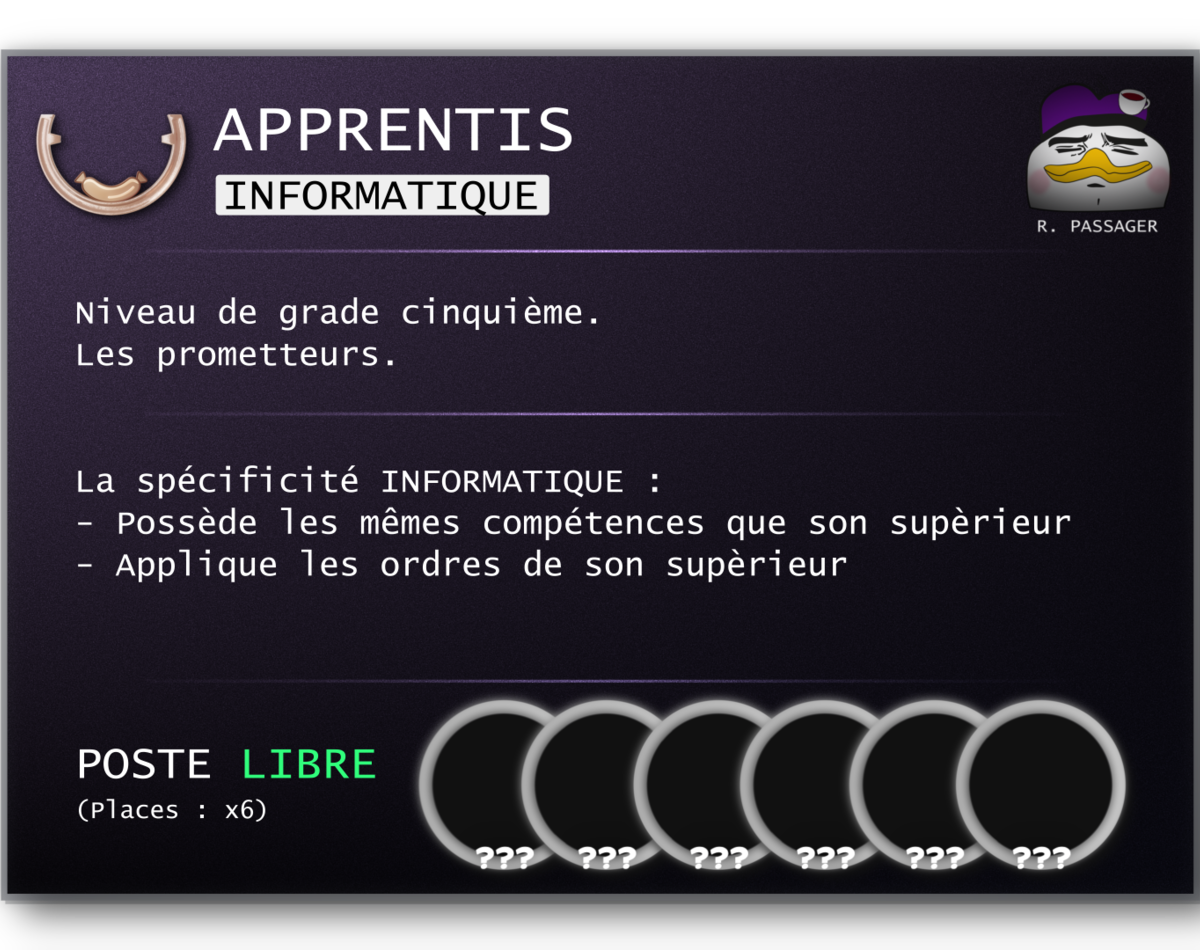 APPRENTIS
INFORMATIQUE
R. PASSAGER
Niveau de grade cinquième.
Les prometteurs.
La spécificité INFORMATIQUE :
- Possède les mêmes compétences que son supèrieur
- Applique les ordres de son supèrieur
POSTE LIBRE
(Places : x6)
??? ??? ??? ??? ??? ???